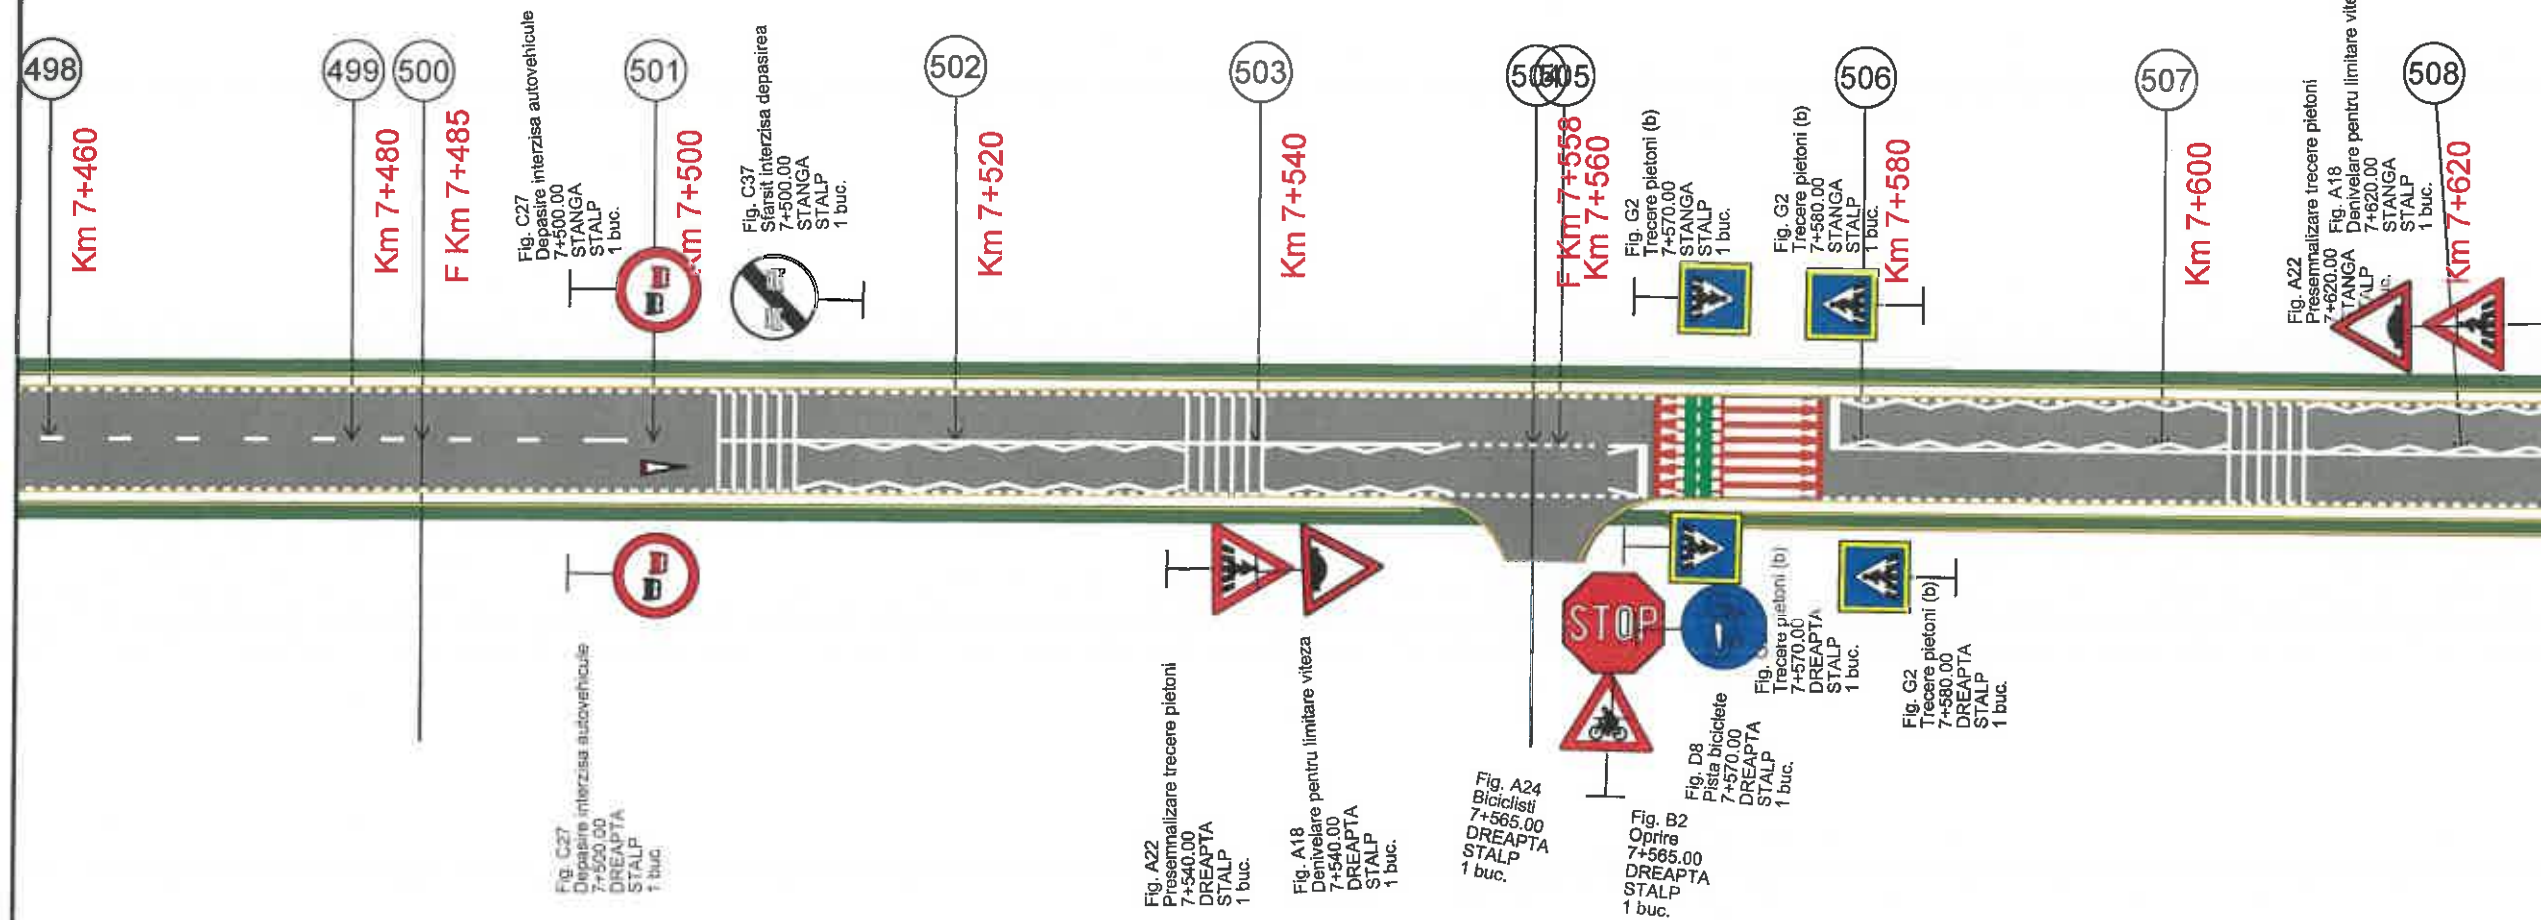 498
499
500
501
502
503
505
506
507
508
Km 7+460
Km 7+480
F Km 7+485
Km 7+500
Km 7+520
Km 7+540
F Km 7+558
Km 7+560
Km 7+580
Km 7+600
Km 7+620
Fig. C27
Depasire interzisa autovehicule
7+500.00
STANGA
STALP
1 buc.
Fig. C37
Sfarsit interzisa depasirea
7+500.00
STANGA
STALP
1 buc.
Fig. G2
Trecere pietoni (b)
7+570.00
STANGA
STALP
1 buc.
Fig. G2
Trecere pietoni (b)
7+580.00
STANGA
STALP
1 buc.
Fig. A22
Presemnalizare trecere pietoni
7+620.00
TANGA
ALP
Fig. A18
Denivelare pentru limitare vite
7+620.00
STANGA
STALP
1 buc.
Fig. C27
Depasire interzisa autovehicule
7+500.00
DREAPTA
STALP
1 buc
Fig. A22
Presemnalizare trecere pietoni
7+540.00
DREAPTA
STALP
1 buc.
Fig. A18
Denivelare pentru limitare viteza
7+540.00
DREAPTA
STALP
1 buc.
STOP
Fig. A24
Biciclisti
7+565.00
DREAPTA
STALP
1 buc.
Fig. B2
Oprire
7+565.00
DREAPTA
STALP
1 buc.
Fig. D8
Pista biciclete
7+570.00
DREAPTA
STALP
1 buc.
Fig.
Trecere pietoni (b)
7+570.00
DREAPTA
STALP
1 buc.
Fig. G2
Trecere pietoni (b)
7+580.00
DREAPTA
STALP
1 buc.